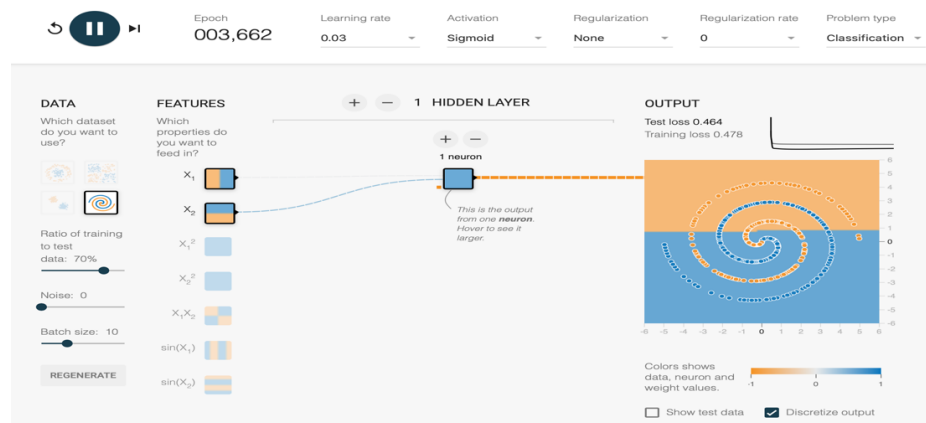 Epoch
003,662
Learning rate
0.03
Activation
Sigmoid
Regularization
None
Regularization rate
0
Problem type
Classification
DATA
Which dataset
do you want to
use?
Ratio of training
to test
data: 70%
Noise: 0
Batch size: 10
REGENERATE
FEATURES
Which
properties do
you want to
feed in?
X₁
X₂
X₁²
X₂²
X₁X₂
sin(X₁)
sin(X₂)
+ − 1 HIDDEN LAYER
+ −
1 neuron
This is the output
from one neuron.
Hover to see it
larger.
OUTPUT
Test loss 0.464
Training loss 0.478
6
5
4
3
2
1
0
-1
-2
-3
-4
-5
-6
-6 -5 -4 -3 -2 -1 0 1 2 3 4 5 6
Colors shows
data, neuron and
weight values.
-1 0 1
Show test data
Discretize output